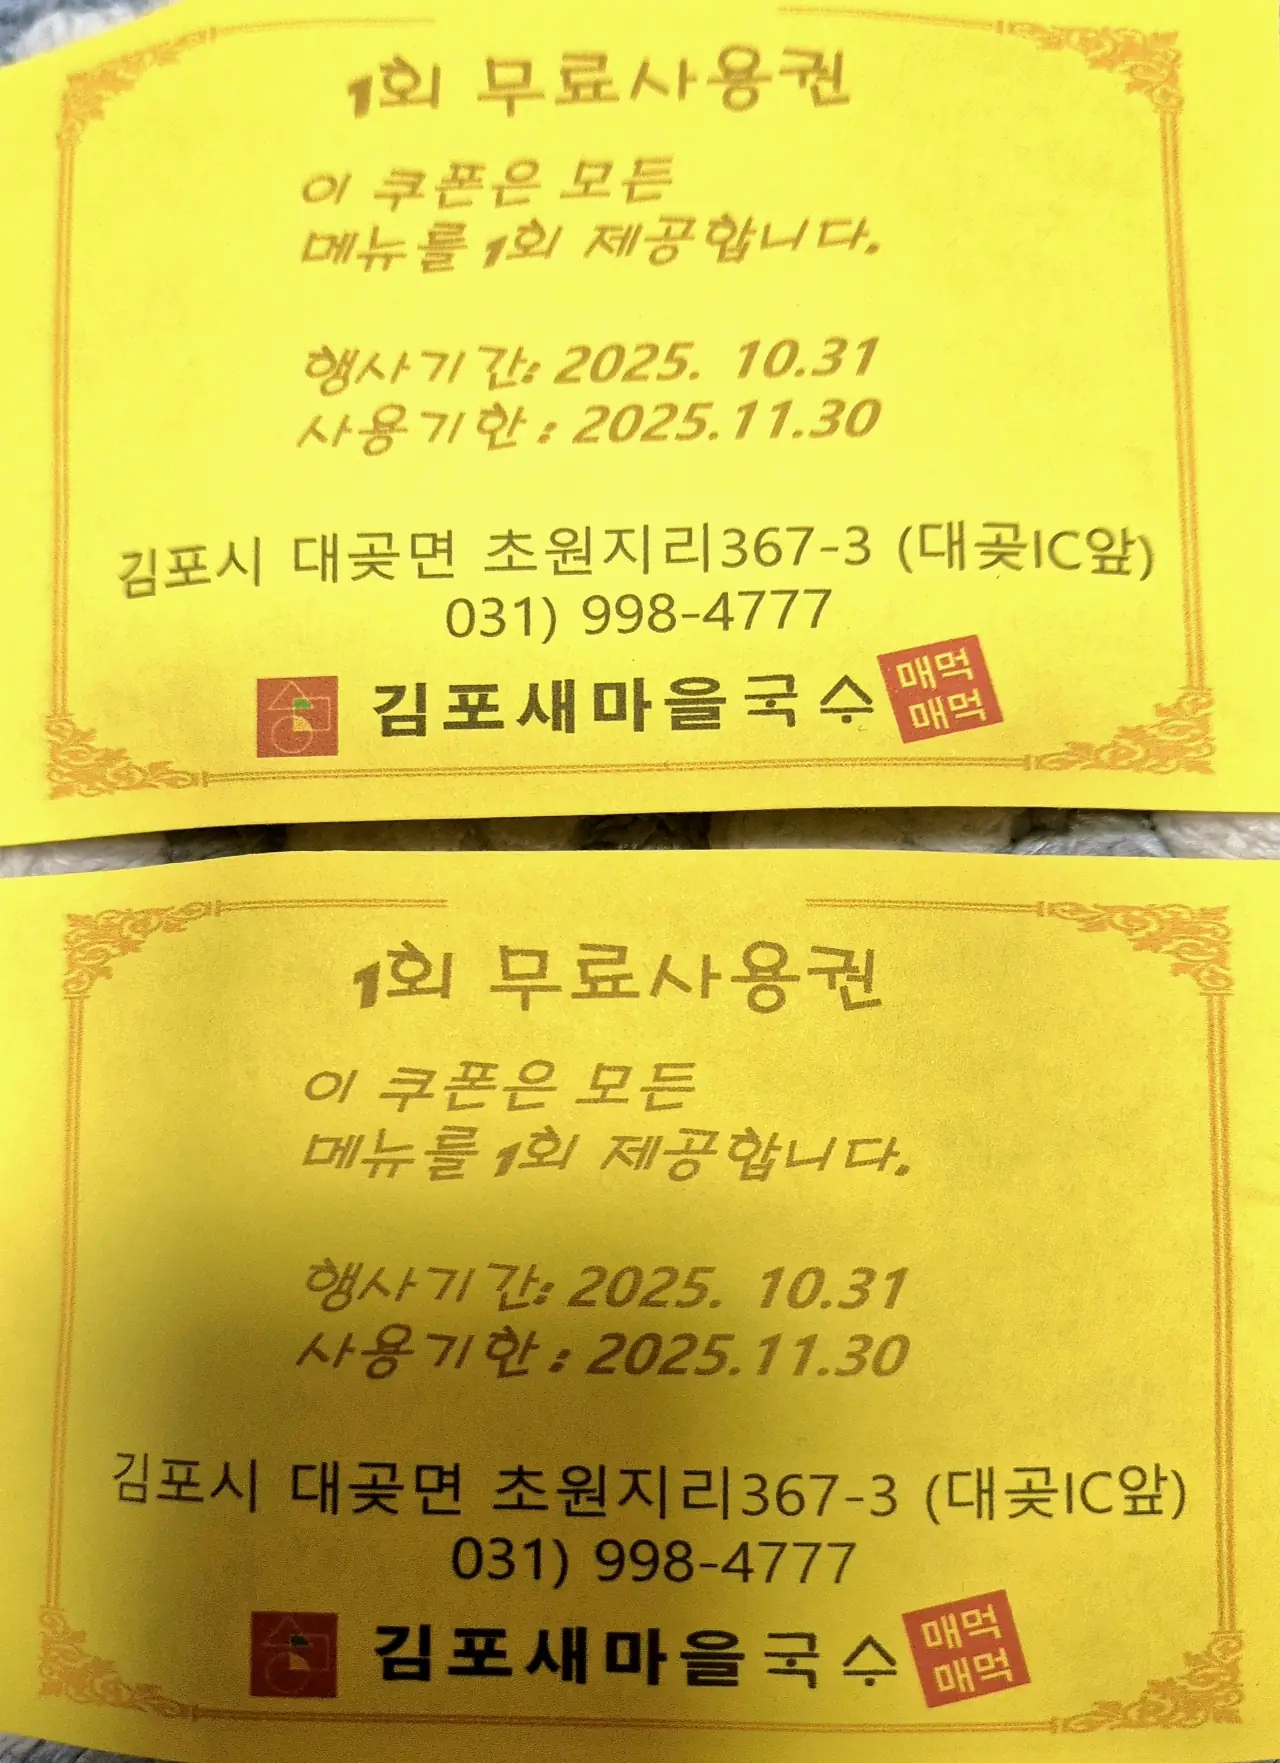 1회 무료사용권
이 쿠폰은 모든
메뉴를 1회 제공합니다.
행사기간: 2025. 10.31
사용기한 : 2025.11.30
김포시 대곶면 초원지리367-3 (대곶IC앞)
031) 998-4777
김포새마을국수
매먹
매먹
1회 무료사용권
이 쿠폰은 모든
메뉴를 1회 제공합니다.
행사기간: 2025. 10.31
사용기한 : 2025.11.30
김포시 대곶면 초원지리367-3 (대곶IC앞)
031) 998-4777
김포새마을국수
매먹
매먹